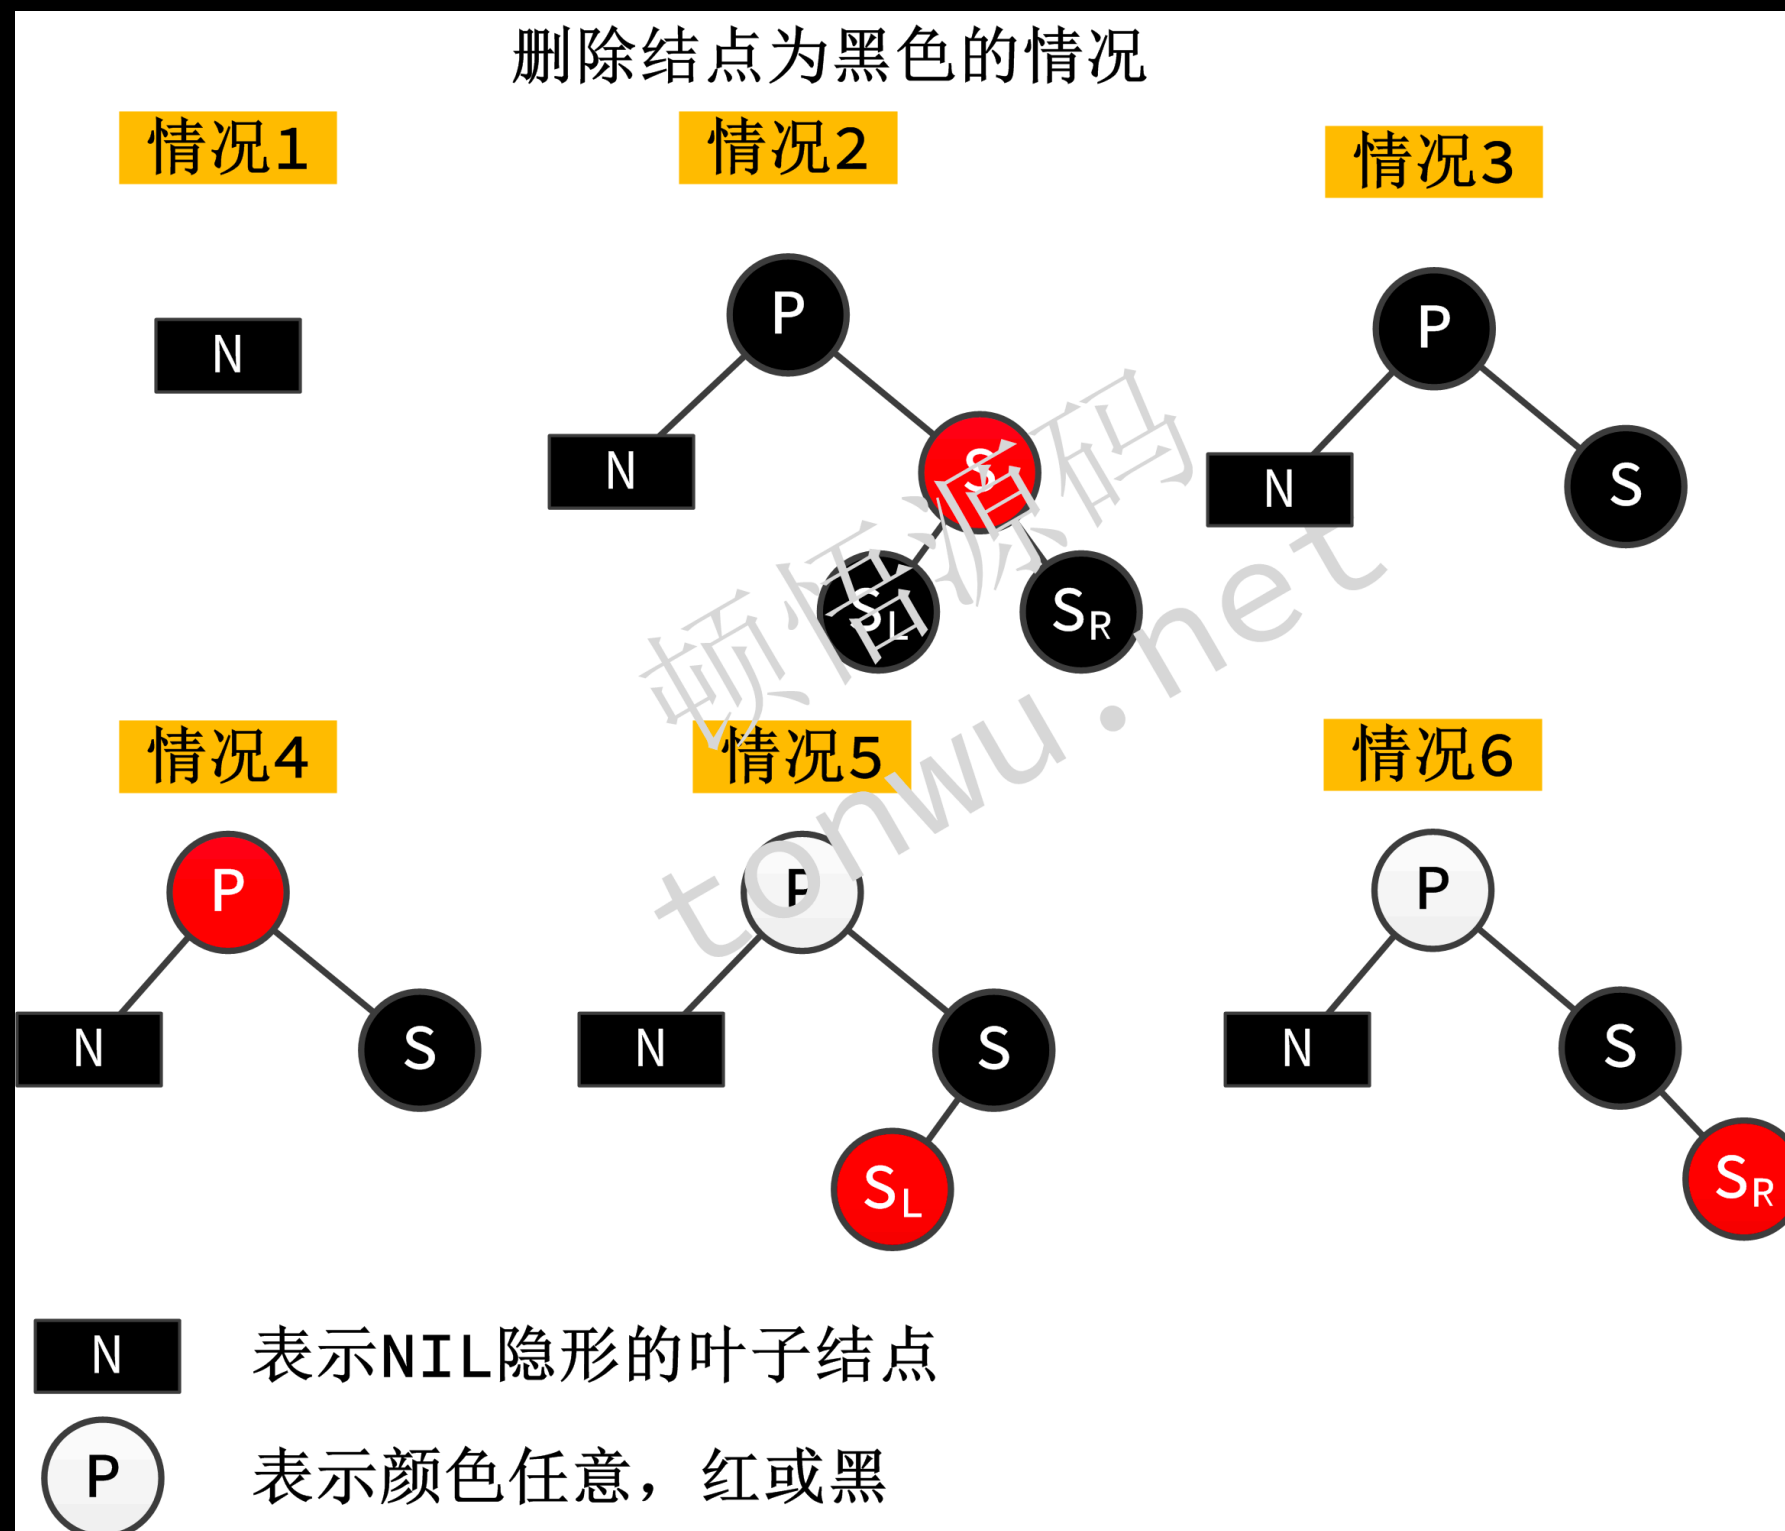 删除结点为黑色的情况
情况1
情况2
情况3
N
P
N
S
SL
SR
P
N
S
情况4
情况5
情况6
P
N
S
P
N
S
SL
P
N
S
SR
顿悟源码
tonwu.net
N 表示NIL隐形的叶子结点
P 表示颜色任意，红或黑